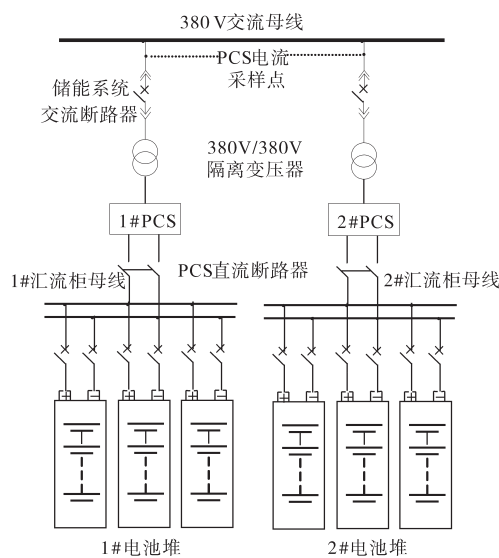 380 V交流母线
PCS电流
采样点
储能系统
交流断路器
380V/380V
隔离变压器
1#PCS
2#PCS
PCS直流断路器
1#汇流柜母线
2#汇流柜母线
+ − + − + − + − + − + −
1#电池堆
2#电池堆